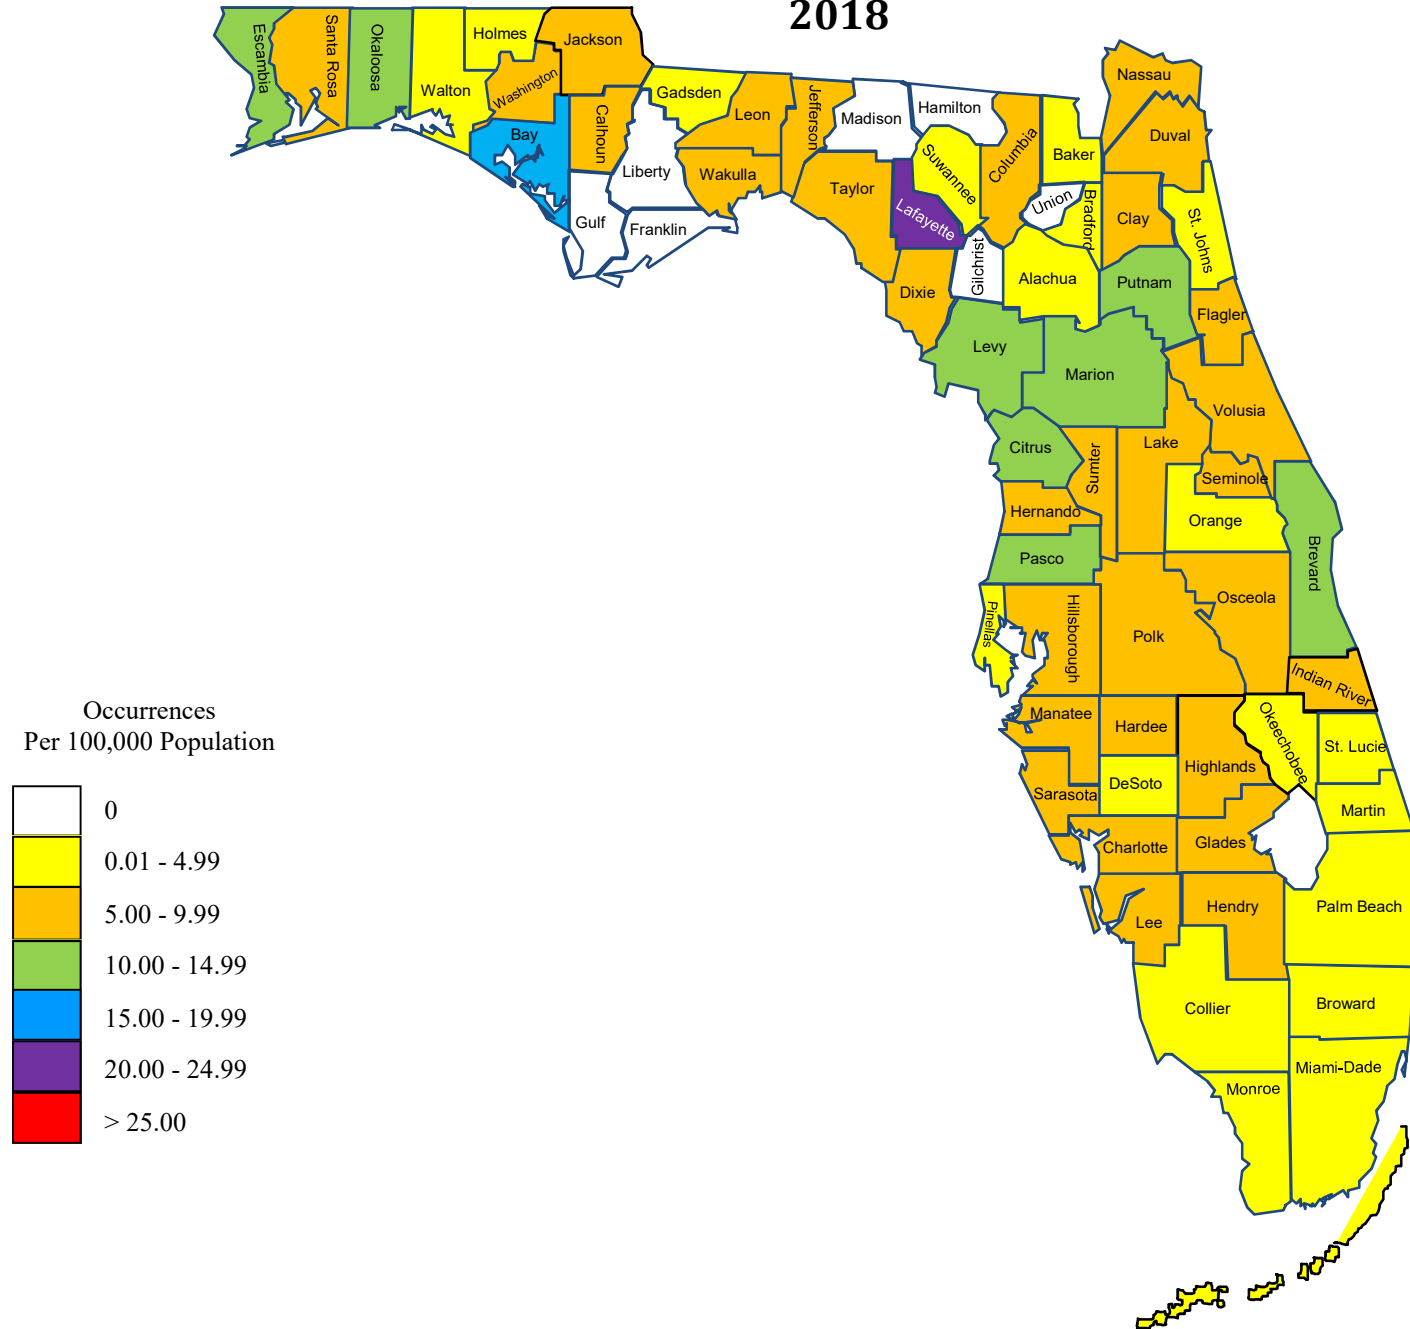 2018
Escambia
Santa Rosa
Okaloosa
Walton
Holmes
Washington
Jackson
Bay
Calhoun
Gulf
Liberty
Franklin
Gadsden
Leon
Wakulla
Jefferson
Madison
Taylor
Hamilton
Suwannee
Lafayette
Dixie
Columbia
Gilchrist
Baker
Union
Bradford
Alachua
Nassau
Duval
Clay
St. Johns
Putnam
Flagler
Levy
Marion
Volusia
Citrus
Sumter
Lake
Seminole
Hernando
Orange
Pasco
Brevard
Pinellas
Hillsborough
Polk
Osceola
Indian River
Manatee
Hardee
Highlands
Okeechobee
St. Lucie
Sarasota
DeSoto
Martin
Charlotte
Glades
Lee
Hendry
Palm Beach
Collier
Broward
Miami-Dade
Monroe
Occurrences
Per 100,000 Population
0
0.01 - 4.99
5.00 - 9.99
10.00 - 14.99
15.00 - 19.99
20.00 - 24.99
> 25.00